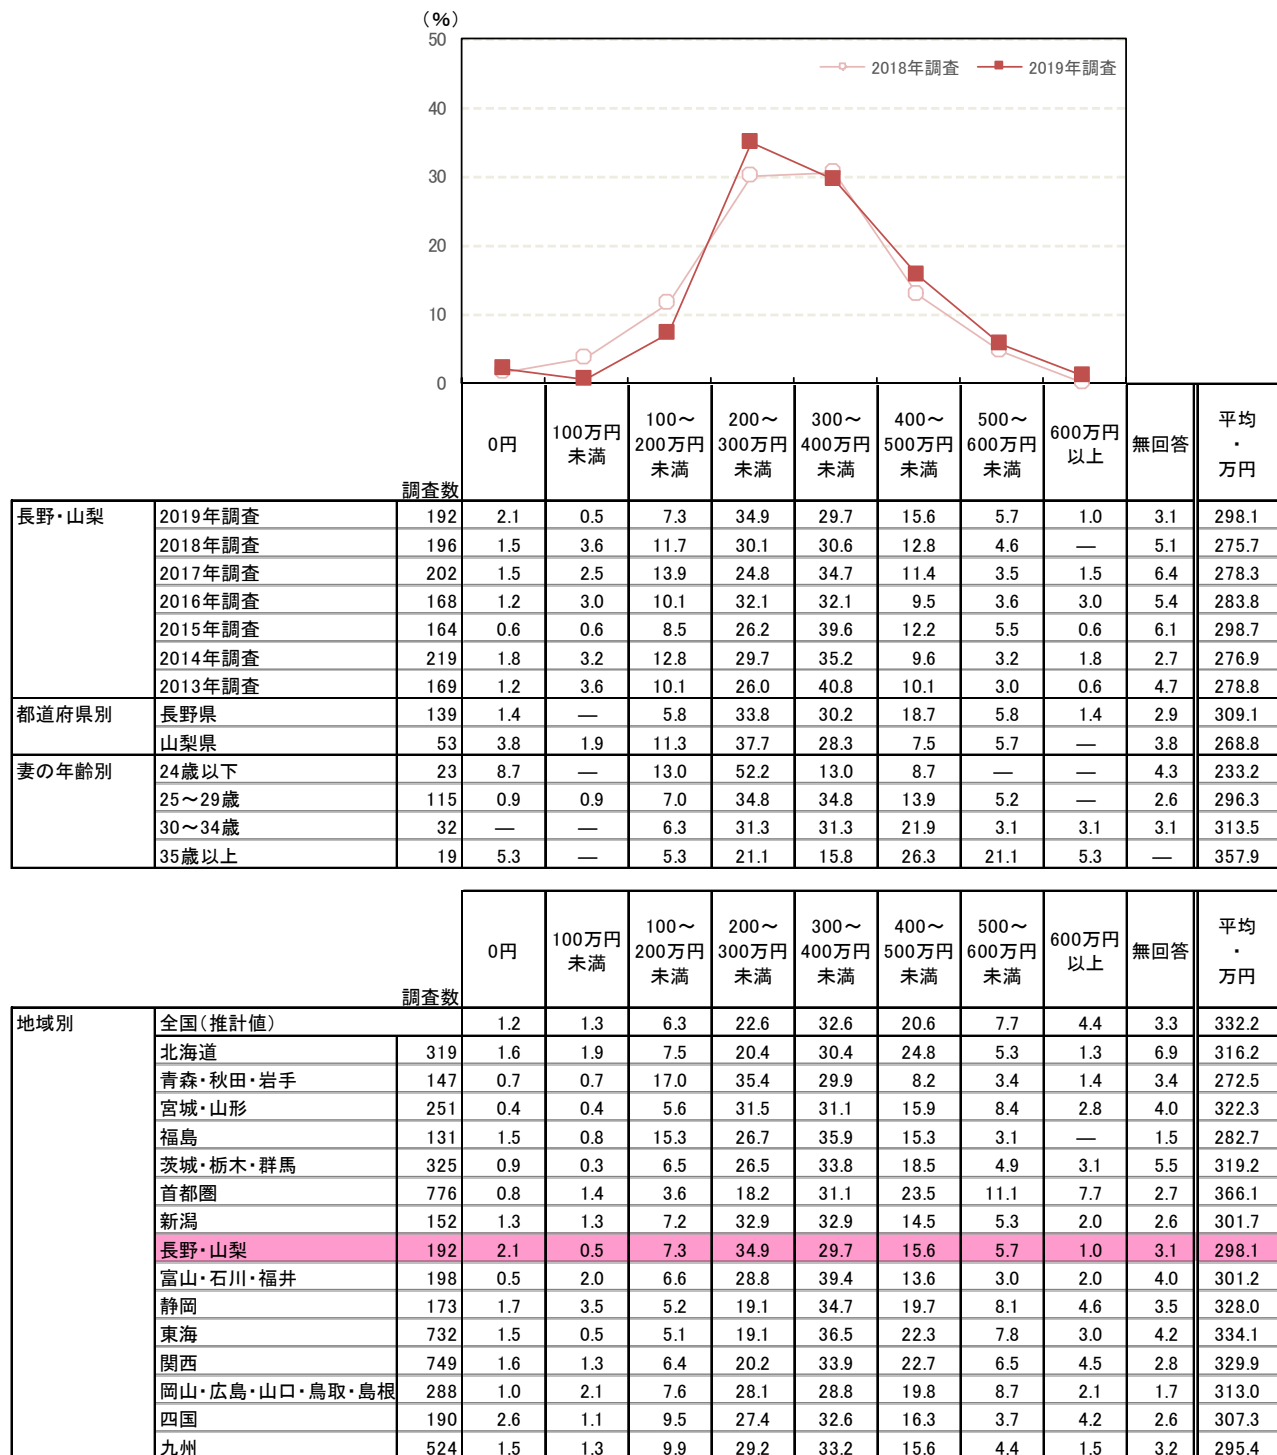 (%)
50
40
30
20
10
0
2018年調査 2019年調査
調査数 0円 100万円未満 100～200万円未満 200～300万円未満 300～400万円未満 400～500万円未満 500～600万円未満 600万円以上 無回答 平均・万円
長野・山梨 2019年調査 192 2.1 0.5 7.3 34.9 29.7 15.6 5.7 1.0 3.1 298.1
2018年調査 196 1.5 3.6 11.7 30.1 30.6 12.8 4.6 ― 5.1 275.7
2017年調査 202 1.5 2.5 13.9 24.8 34.7 11.4 3.5 1.5 6.4 278.3
2016年調査 168 1.2 3.0 10.1 32.1 32.1 9.5 3.6 3.0 5.4 283.8
2015年調査 164 0.6 0.6 8.5 26.2 39.6 12.2 5.5 0.6 6.1 298.7
2014年調査 219 1.8 3.2 12.8 29.7 35.2 9.6 3.2 1.8 2.7 276.9
2013年調査 169 1.2 3.6 10.1 26.0 40.8 10.1 3.0 0.6 4.7 278.8
都道府県別 長野県 139 1.4 ― 5.8 33.8 30.2 18.7 5.8 1.4 2.9 309.1
山梨県 53 3.8 1.9 11.3 37.7 28.3 7.5 5.7 ― 3.8 268.8
妻の年齢別 24歳以下 23 8.7 ― 13.0 52.2 13.0 8.7 ― ― 4.3 233.2
25～29歳 115 0.9 0.9 7.0 34.8 34.8 13.9 5.2 ― 2.6 296.3
30～34歳 32 ― ― 6.3 31.3 31.3 21.9 3.1 3.1 3.1 313.5
35歳以上 19 5.3 ― 5.3 21.1 15.8 26.3 21.1 5.3 ― 357.9
調査数 0円 100万円未満 100～200万円未満 200～300万円未満 300～400万円未満 400～500万円未満 500～600万円未満 600万円以上 無回答 平均・万円
地域別 全国（推計値） 1.2 1.3 6.3 22.6 32.6 20.6 7.7 4.4 3.3 332.2
北海道 319 1.6 1.9 7.5 20.4 30.4 24.8 5.3 1.3 6.9 316.2
青森・秋田・岩手 147 0.7 0.7 17.0 35.4 29.9 8.2 3.4 1.4 3.4 272.5
宮城・山形 251 0.4 0.4 5.6 31.5 31.1 15.9 8.4 2.8 4.0 322.3
福島 131 1.5 0.8 15.3 26.7 35.9 15.3 3.1 ― 1.5 282.7
茨城・栃木・群馬 325 0.9 0.3 6.5 26.5 33.8 18.5 4.9 3.1 5.5 319.2
首都圏 776 0.8 1.4 3.6 18.2 31.1 23.5 11.1 7.7 2.7 366.1
新潟 152 1.3 1.3 7.2 32.9 32.9 14.5 5.3 2.0 2.6 301.7
長野・山梨 192 2.1 0.5 7.3 34.9 29.7 15.6 5.7 1.0 3.1 298.1
富山・石川・福井 198 0.5 2.0 6.6 28.8 39.4 13.6 3.0 2.0 4.0 301.2
静岡 173 1.7 3.5 5.2 19.1 34.7 19.7 8.1 4.6 3.5 328.0
東海 732 1.5 0.5 5.1 19.1 36.5 22.3 7.8 3.0 4.2 334.1
関西 749 1.6 1.3 6.4 20.2 33.9 22.7 6.5 4.5 2.8 329.9
岡山・広島・山口・鳥取・島根 288 1.0 2.1 7.6 28.1 28.8 19.8 8.7 2.1 1.7 313.0
四国 190 2.6 1.1 9.5 27.4 32.6 16.3 3.7 4.2 2.6 307.3
九州 524 1.5 1.3 9.9 29.2 33.2 15.6 4.4 1.5 3.2 295.4